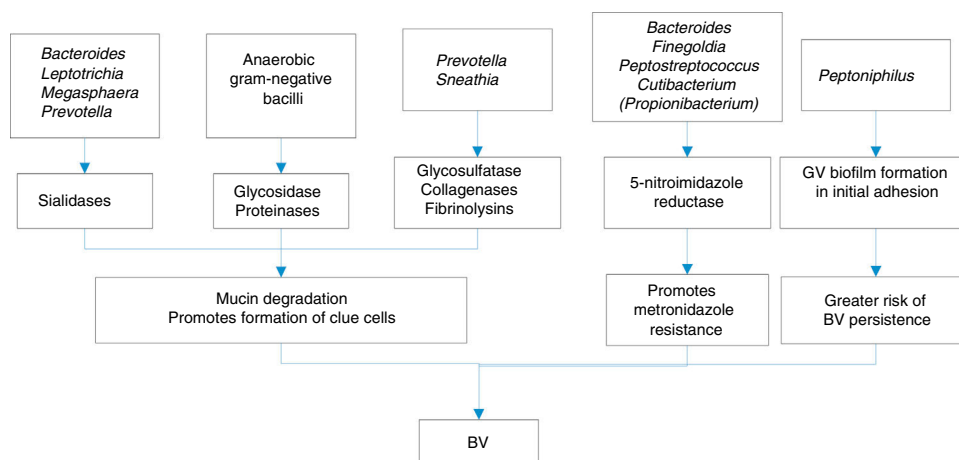 Bacteroides
Leptotrichia
Megasphaera
Prevotella
Anaerobic
gram-negative
bacilli
Prevotella
Sneathia
Bacteroides
Finegoldia
Peptostreptococcus
Cutibacterium
(Propionibacterium)
Peptoniphilus
Sialidases
Glycosidase
Proteinases
Glycosulfatase
Collagenases
Fibrinolysins
5-nitroimidazole
reductase
GV biofilm formation
in initial adhesion
Mucin degradation
Promotes formation of clue cells
Promotes
metronidazole
resistance
Greater risk of
BV persistence
BV